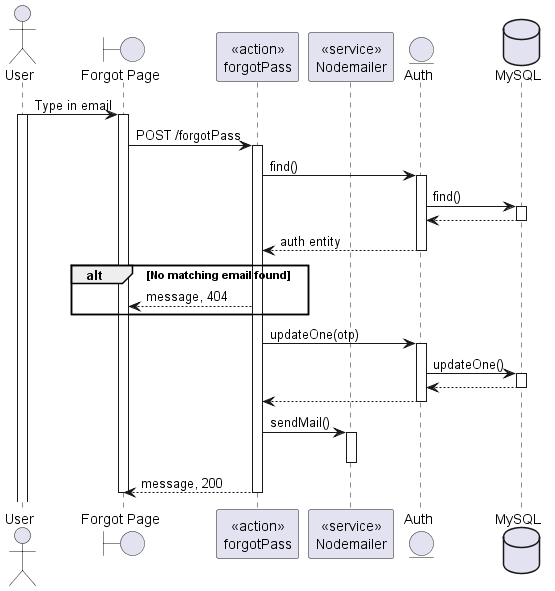 User
Forgot Page
«action»
forgotPass
«service»
Nodemailer
Auth
MySQL
Type in email
POST /forgotPass
find()
find()
auth entity
alt [No matching email found]
message, 404
updateOne(otp)
updateOne()
sendMail()
message, 200
User
Forgot Page
«action»
forgotPass
«service»
Nodemailer
Auth
MySQL